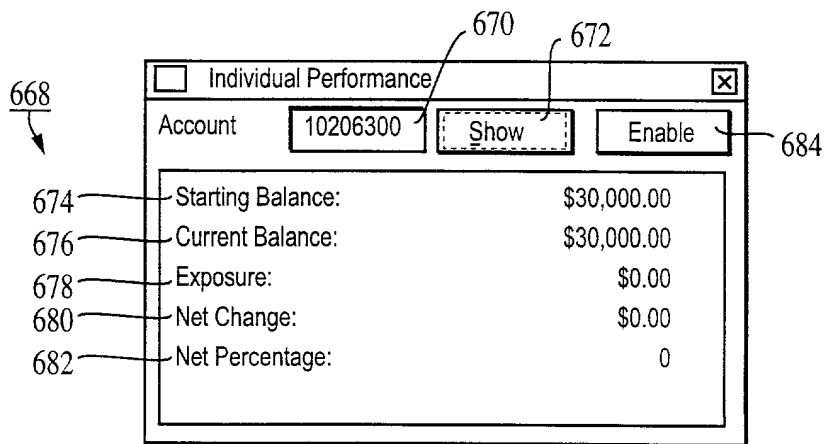 670
672
Individual Performance
668
Account 10206300 Show Enable
684
674 Starting Balance: $30,000.00
676 Current Balance: $30,000.00
678 Exposure: $0.00
680 Net Change: $0.00
682 Net Percentage: 0